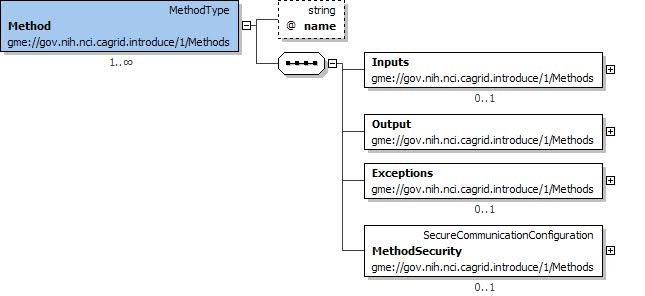 MethodType
Method
gme://gov.nih.nci.cagrid.introduce/1/Methods
1..∞
string
@ name
Inputs
gme://gov.nih.nci.cagrid.introduce/1/Methods
0..1
Output
gme://gov.nih.nci.cagrid.introduce/1/Methods
Exceptions
gme://gov.nih.nci.cagrid.introduce/1/Methods
0..1
SecureCommunicationConfiguration
MethodSecurity
gme://gov.nih.nci.cagrid.introduce/1/Methods
0..1